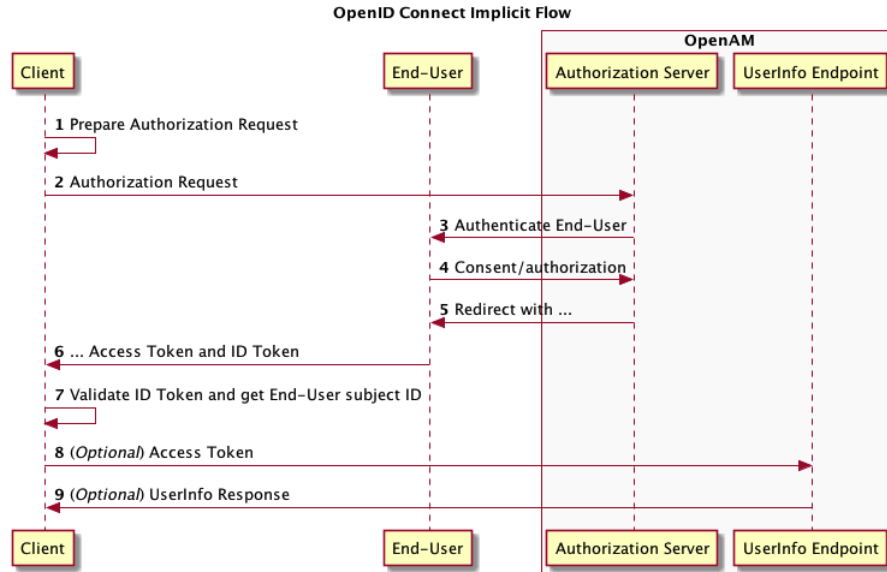 OpenID Connect Implicit Flow
OpenAM
Client End-User Authorization Server UserInfo Endpoint
1 Prepare Authorization Request
2 Authorization Request
3 Authenticate End-User
4 Consent/authorization
5 Redirect with ...
6 ... Access Token and ID Token
7 Validate ID Token and get End-User subject ID
8 (Optional) Access Token
9 (Optional) UserInfo Response
Client End-User Authorization Server UserInfo Endpoint